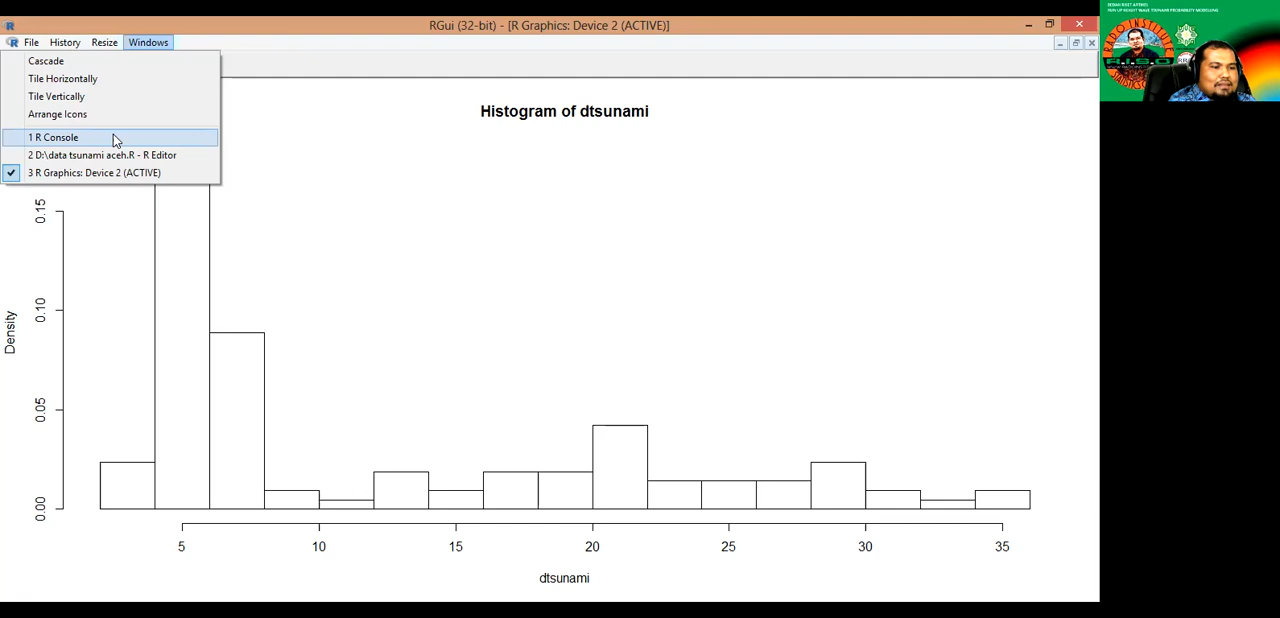 RGui (32-bit) - [R Graphics: Device 2 (ACTIVE)]
File History Resize Windows
Cascade
Tile Horizontally
Tile Vertically
Arrange Icons
1 R Console
2 D:\data tsunami aceh.R - R Editor
3 R Graphics: Device 2 (ACTIVE)
Histogram of dtsunami
Density
0.15
0.10
0.05
0.00
5 10 15 20 25 30 35
dtsunami
RADO INSTITUTE
R.I.S.O